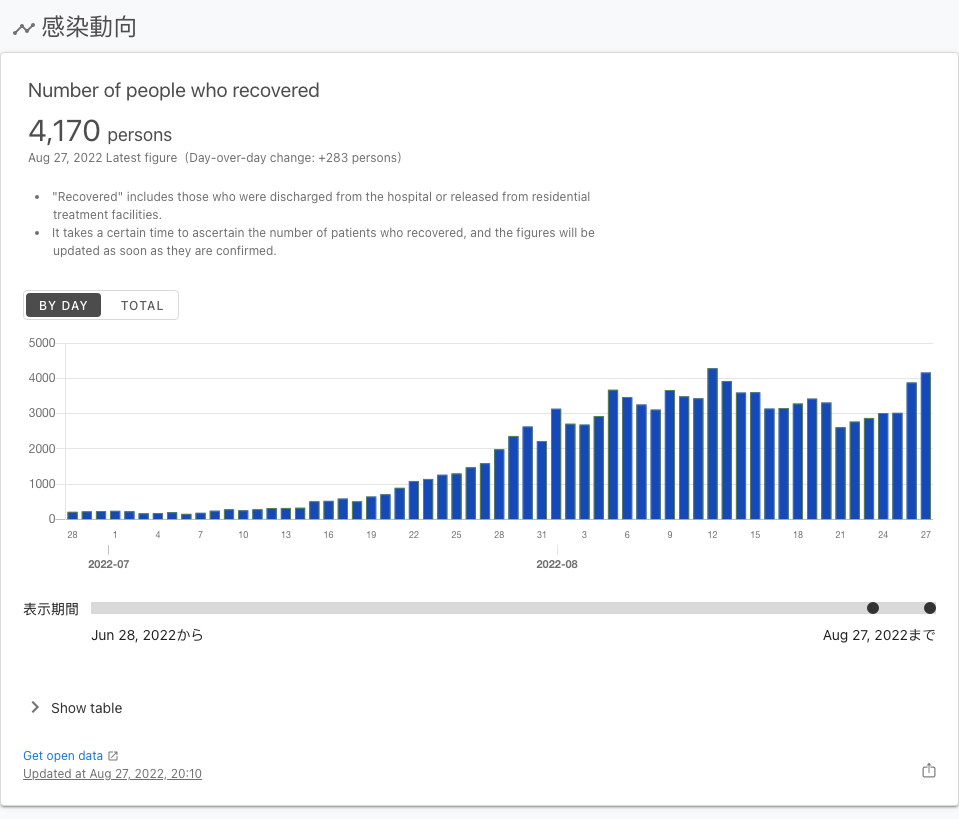 感染動向
Number of people who recovered
4,170 persons
Aug 27, 2022 Latest figure (Day-over-day change: +283 persons)
• "Recovered" includes those who were discharged from the hospital or released from residential
treatment facilities.
• It takes a certain time to ascertain the number of patients who recovered, and the figures will be
updated as soon as they are confirmed.
BY DAY TOTAL
5000
4000
3000
2000
1000
0
28 1 4 7 10 13 16 19 22 25 28 31 3 6 9 12 15 18 21 24 27
2022-07 2022-08
表示期間
Jun 28, 2022から Aug 27, 2022まで
Show table
Get open data
Updated at Aug 27, 2022, 20:10